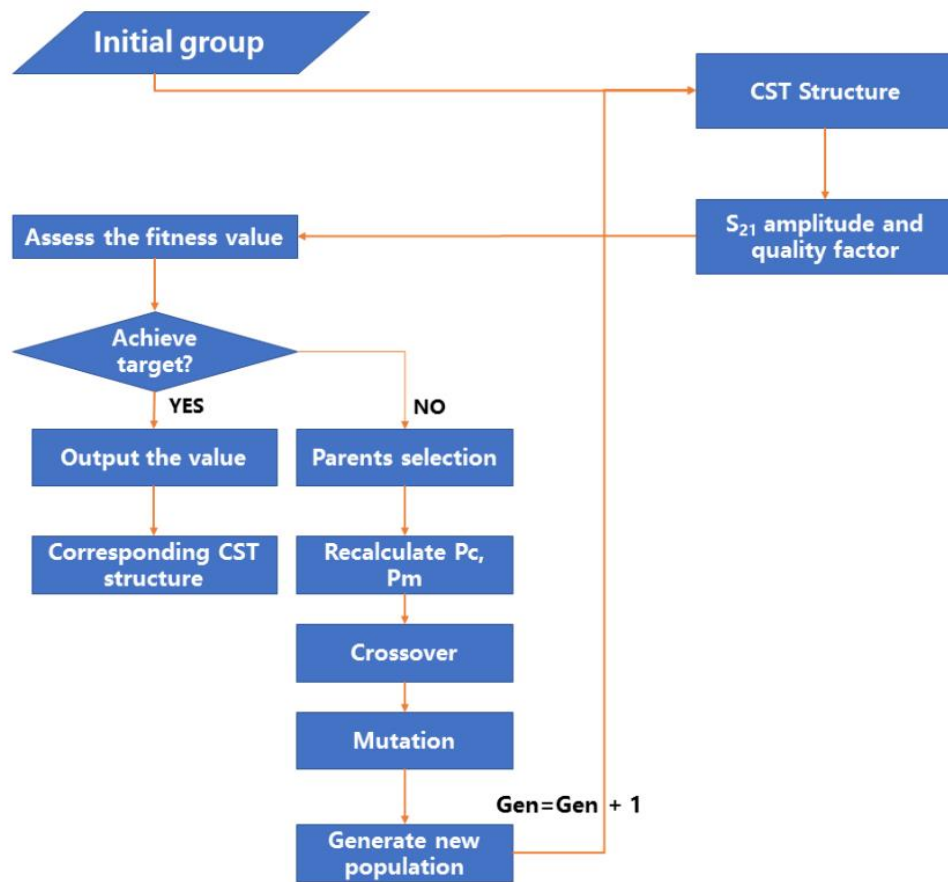 Initial group
CST Structure
S₂₁ amplitude and
quality factor
Assess the fitness value
Achieve
target?
YES
NO
Output the value
Parents selection
Corresponding CST
structure
Recalculate Pc,
Pm
Crossover
Mutation
Gen=Gen + 1
Generate new
population